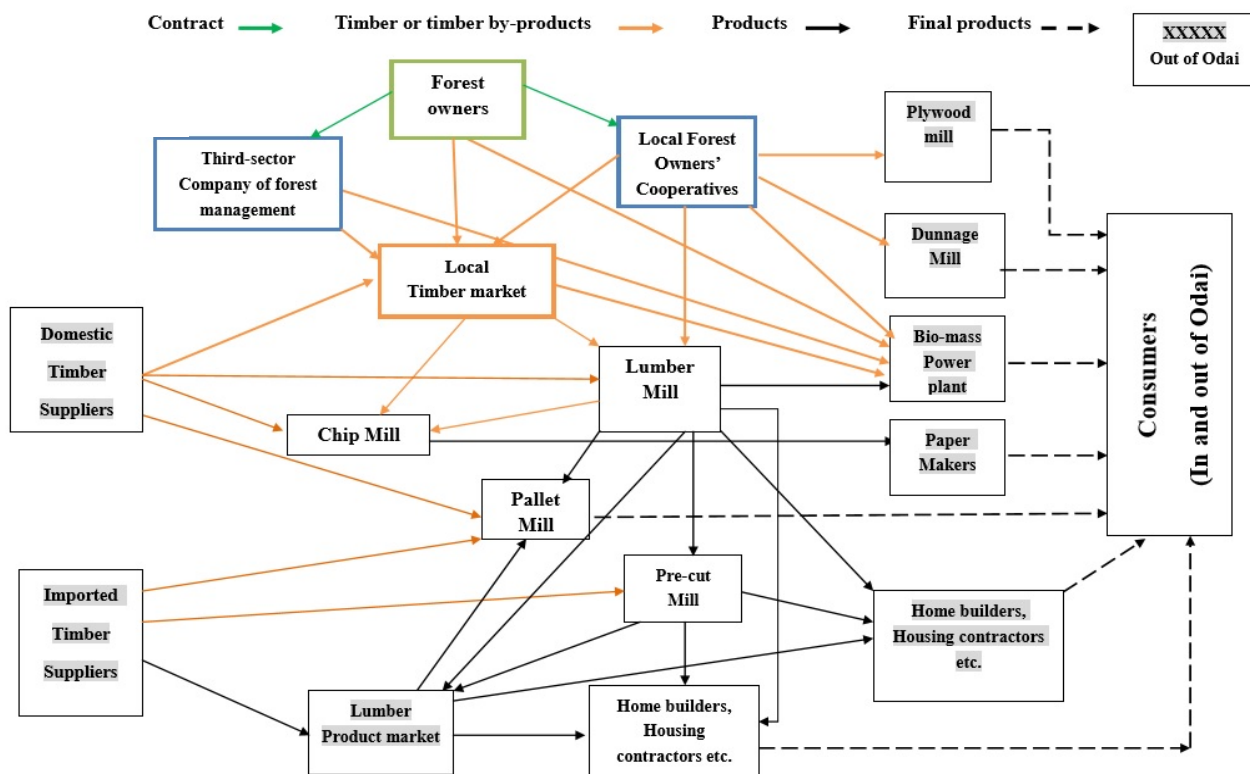 Contract
Timber or timber by-products
Products
Final products
XXXXX
Out of Odai
Forest
owners
Third-sector
Company of forest
management
Local Forest
Owners’
Cooperatives
Plywood
mill
Local
Timber market
Dunnage
Mill
Domestic
Timber
Suppliers
Lumber
Mill
Bio-mass
Power
plant
Chip Mill
Paper
Makers
Consumers
(In and out of Odai)
Pallet
Mill
Imported
Timber
Suppliers
Pre-cut
Mill
Home builders,
Housing contractors
etc.
Lumber
Product market
Home builders,
Housing
contractors etc.